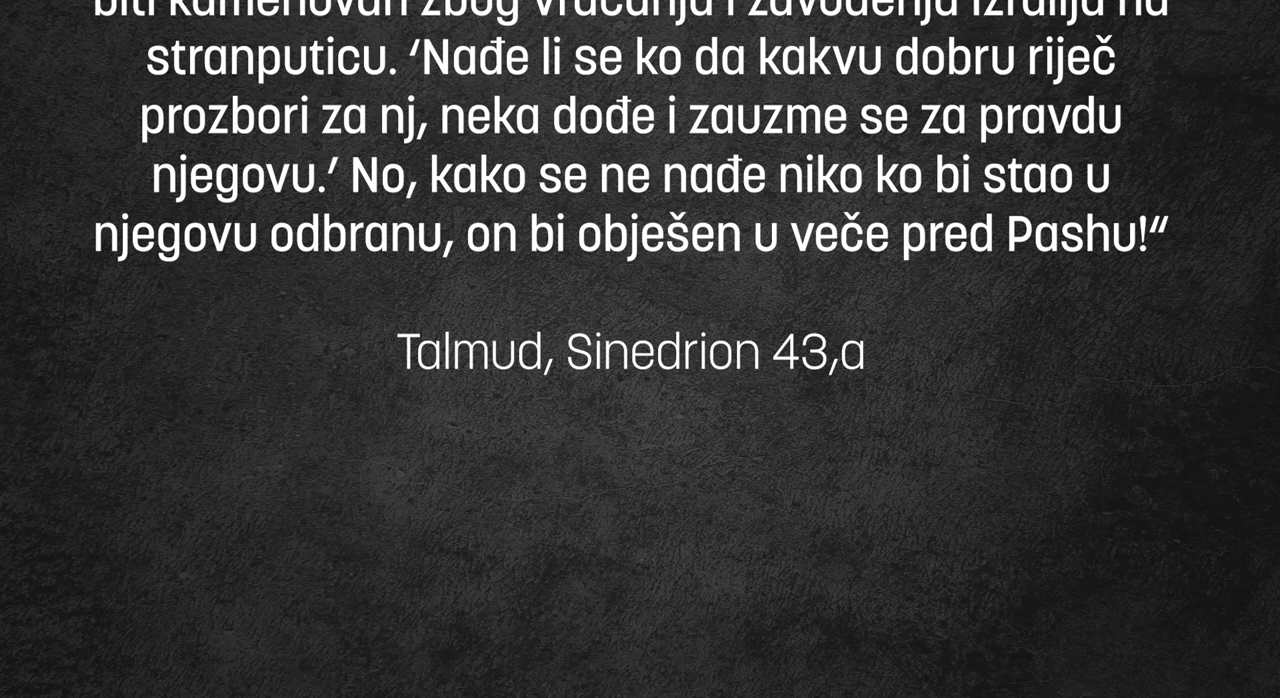 biti kamenovan zbog vračanja i zavođenja Izrailja na
stranputicu. ‘Nađe li se ko da kakvu dobru riječ
prozbori za nj, neka dođe i zauzme se za pravdu
njegovu.’ No, kako se ne nađe niko ko bi stao u
njegovu odbranu, on bi obješen u veče pred Pashu!“
Talmud, Sinedrion 43,a